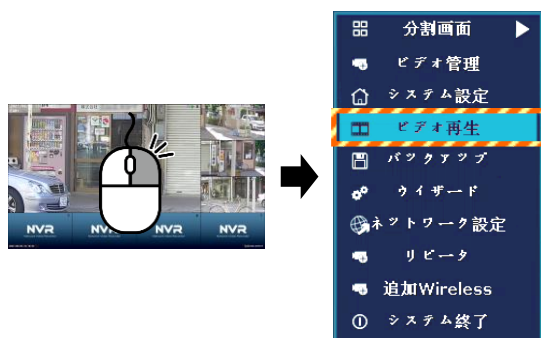 NVR
NVR
NVR
NVR
分割画面
ビデオ管理
システム設定
ビデオ再生
バックアップ
ウイザード
ネットワーク設定
リピータ
追加Wireless
システム終了